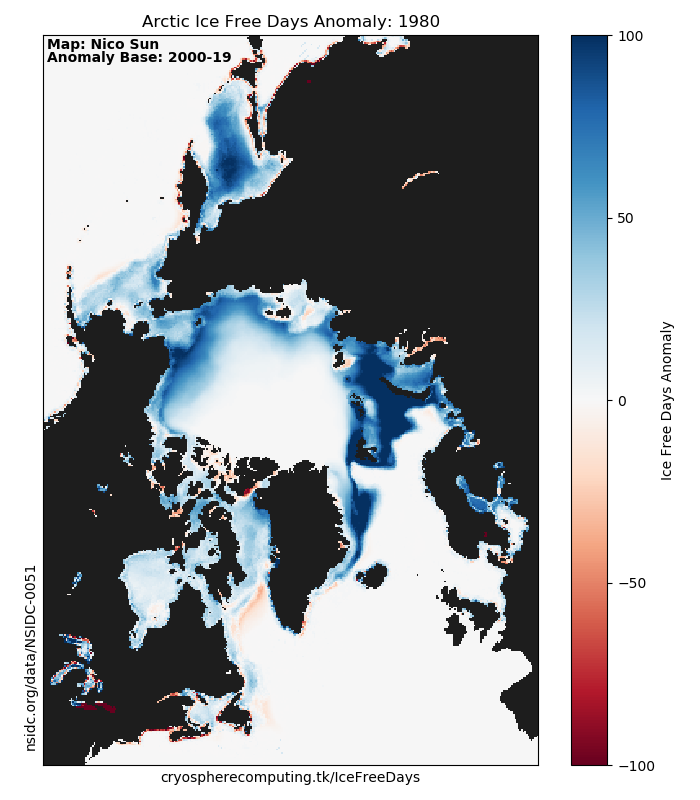 Arctic Ice Free Days Anomaly: 1980
Map: Nico Sun
Anomaly Base: 2000-19
100
50
0
−50
−100
Ice Free Days Anomaly
nsidc.org/data/NSIDC-0051
cryospherecomputing.tk/IceFreeDays